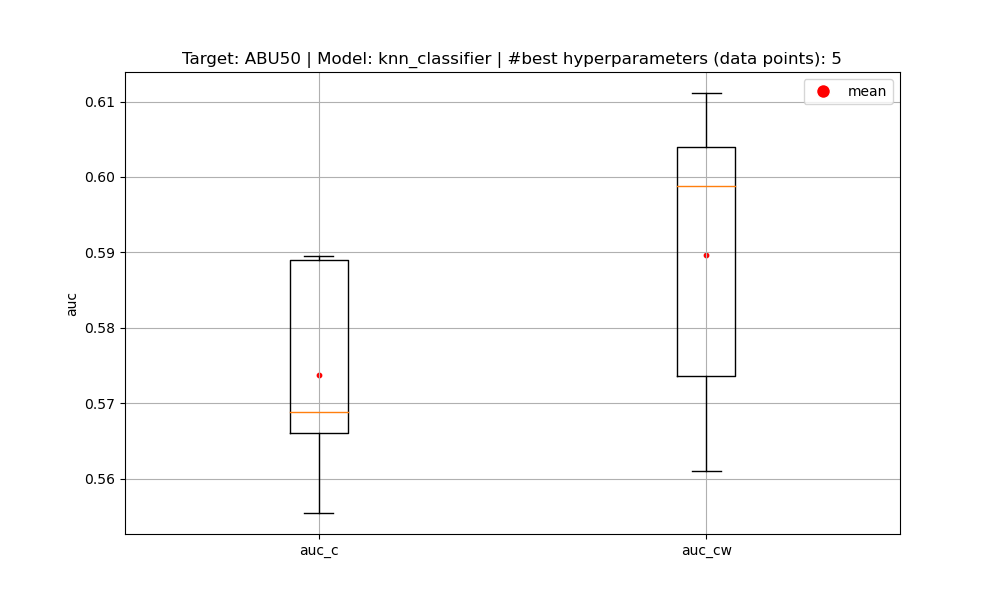 Target: ABU50 | Model: knn_classifier | #best hyperparameters (data points): 5
mean
0.61
0.60
0.59
0.58
0.57
0.56
auc
auc_c
auc_cw